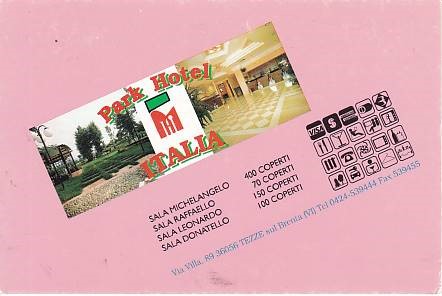 Park Hotel
ITALIA
SALA MICHELANGELO 400 COPERTI
SALA RAFFAELLO 70 COPERTI
SALA LEONARDO 150 COPERTI
SALA DONATELLO 100 COPERTI
VISA
Via Villa, 89 36056 TEZZE sul Brenta (VI) Tel 0424-539444 Fax 539455